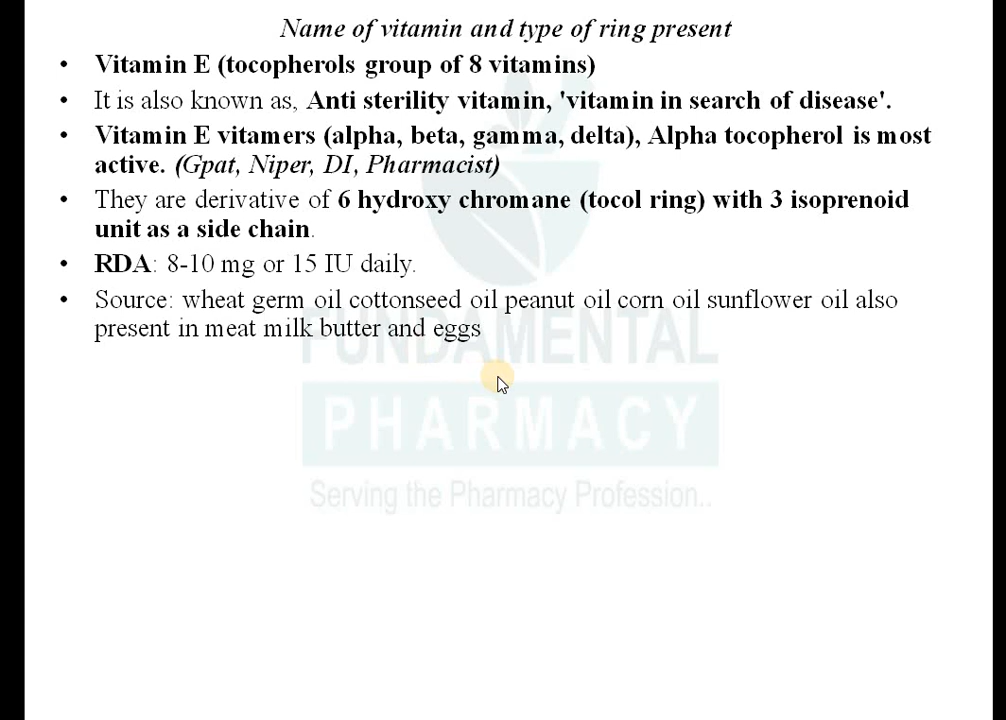 Name of vitamin and type of ring present
• Vitamin E (tocopherols group of 8 vitamins)
• It is also known as, Anti sterility vitamin, 'vitamin in search of disease'.
• Vitamin E vitamers (alpha, beta, gamma, delta), Alpha tocopherol is most
active. (Gpat, Niper, DI, Pharmacist)
• They are derivative of 6 hydroxy chromane (tocol ring) with 3 isoprenoid
unit as a side chain.
• RDA: 8-10 mg or 15 IU daily.
• Source: wheat germ oil cottonseed oil peanut oil corn oil sunflower oil also
present in meat milk butter and eggs
FUNDAMENTAL
PHARMACY
Serving the Pharmacy Profession..